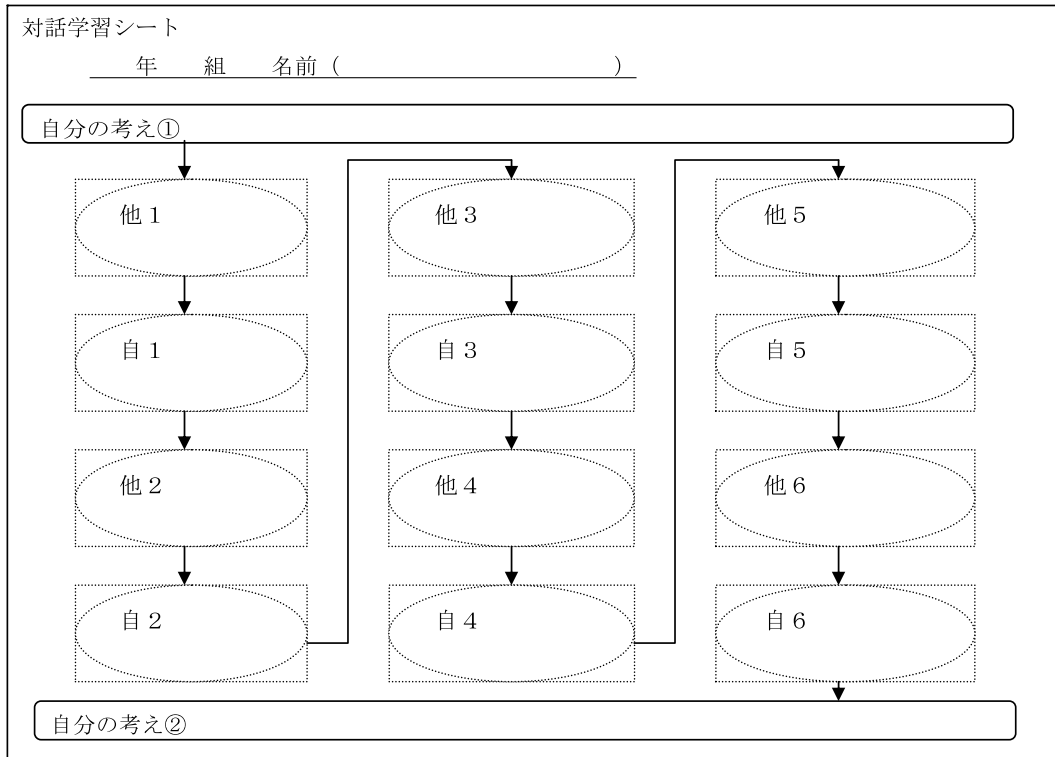 対話学習シート
年　　組　　名前（　　　　　　　　　　　　）
自分の考え①
他１
自１
他２
自２
他３
自３
他４
自４
他５
自５
他６
自６
自分の考え②